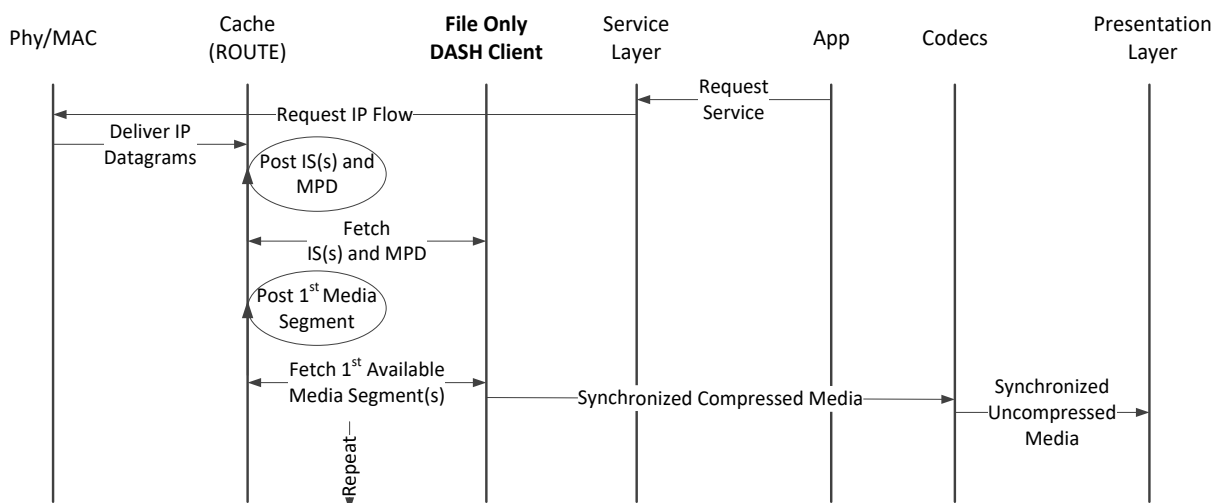 Phy/MAC
Cache
(ROUTE)
File Only
DASH Client
Service
Layer
App
Codecs
Presentation
Layer
Request
Service
Request IP Flow
Deliver IP
Datagrams
Post IS(s) and
MPD
Fetch
IS(s) and MPD
Post 1st Media
Segment
Fetch 1st Available
Media Segment(s)
Synchronized Compressed Media
Synchronized
Uncompressed
Media
Repeat